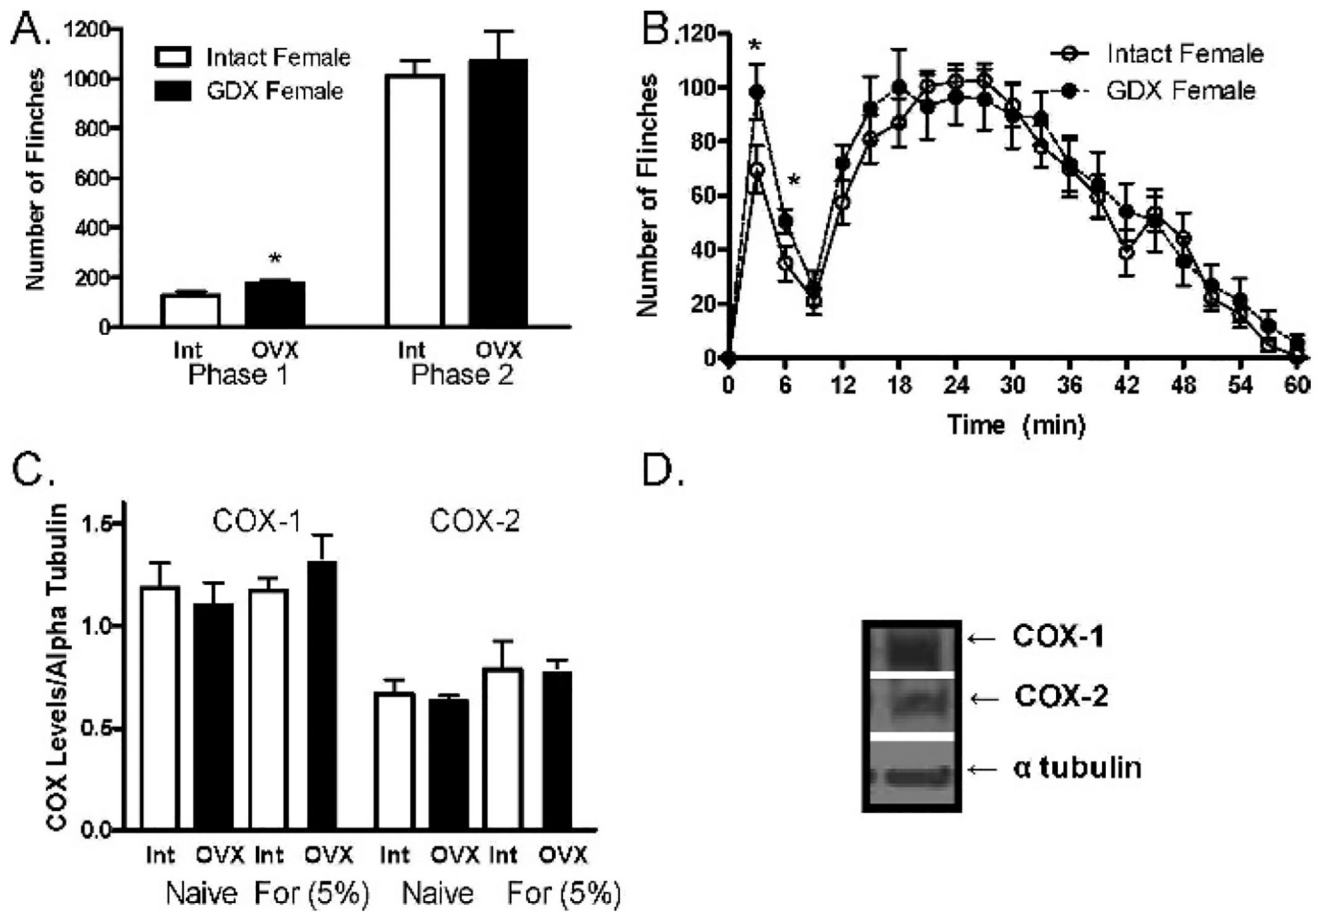 A.
1200
1000
800
600
400
200
0
Number of Flinches
Intact Female
GDX Female
*
Int OVX Int OVX
Phase 1 Phase 2
B.
120
100
80
60
40
20
0
Number of Flinches
* *
Intact Female
GDX Female
0 6 12 18 24 30 36 42 48 54 60
Time (min)
C.
1.5
1.0
0.5
0.0
COX Levels/Alpha Tubulin
COX-1 COX-2
Int OVX Int OVX Int OVX Int OVX
Naive For (5%) Naive For (5%)
D.
← COX-1
← COX-2
← α tubulin